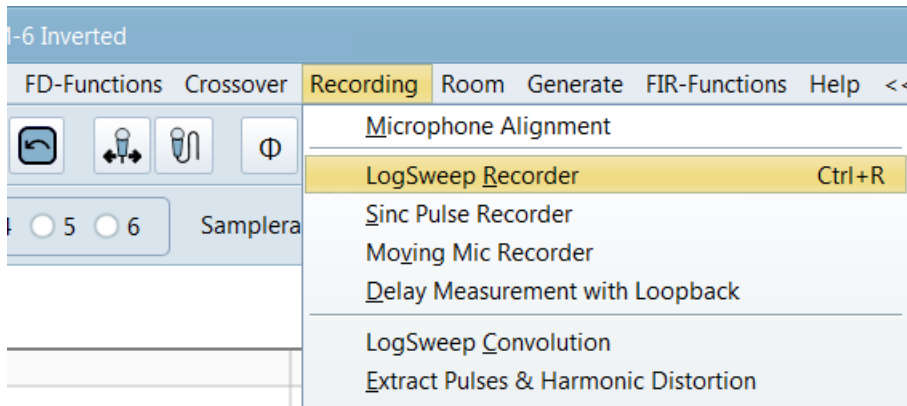 -6 Inverted
FD-Functions Crossover Recording Room Generate FIR-Functions Help <
Microphone Alignment
Φ
LogSweep Recorder Ctrl+R
5 6 Samplera
Sinc Pulse Recorder
Moving Mic Recorder
Delay Measurement with Loopback
LogSweep Convolution
Extract Pulses & Harmonic Distortion